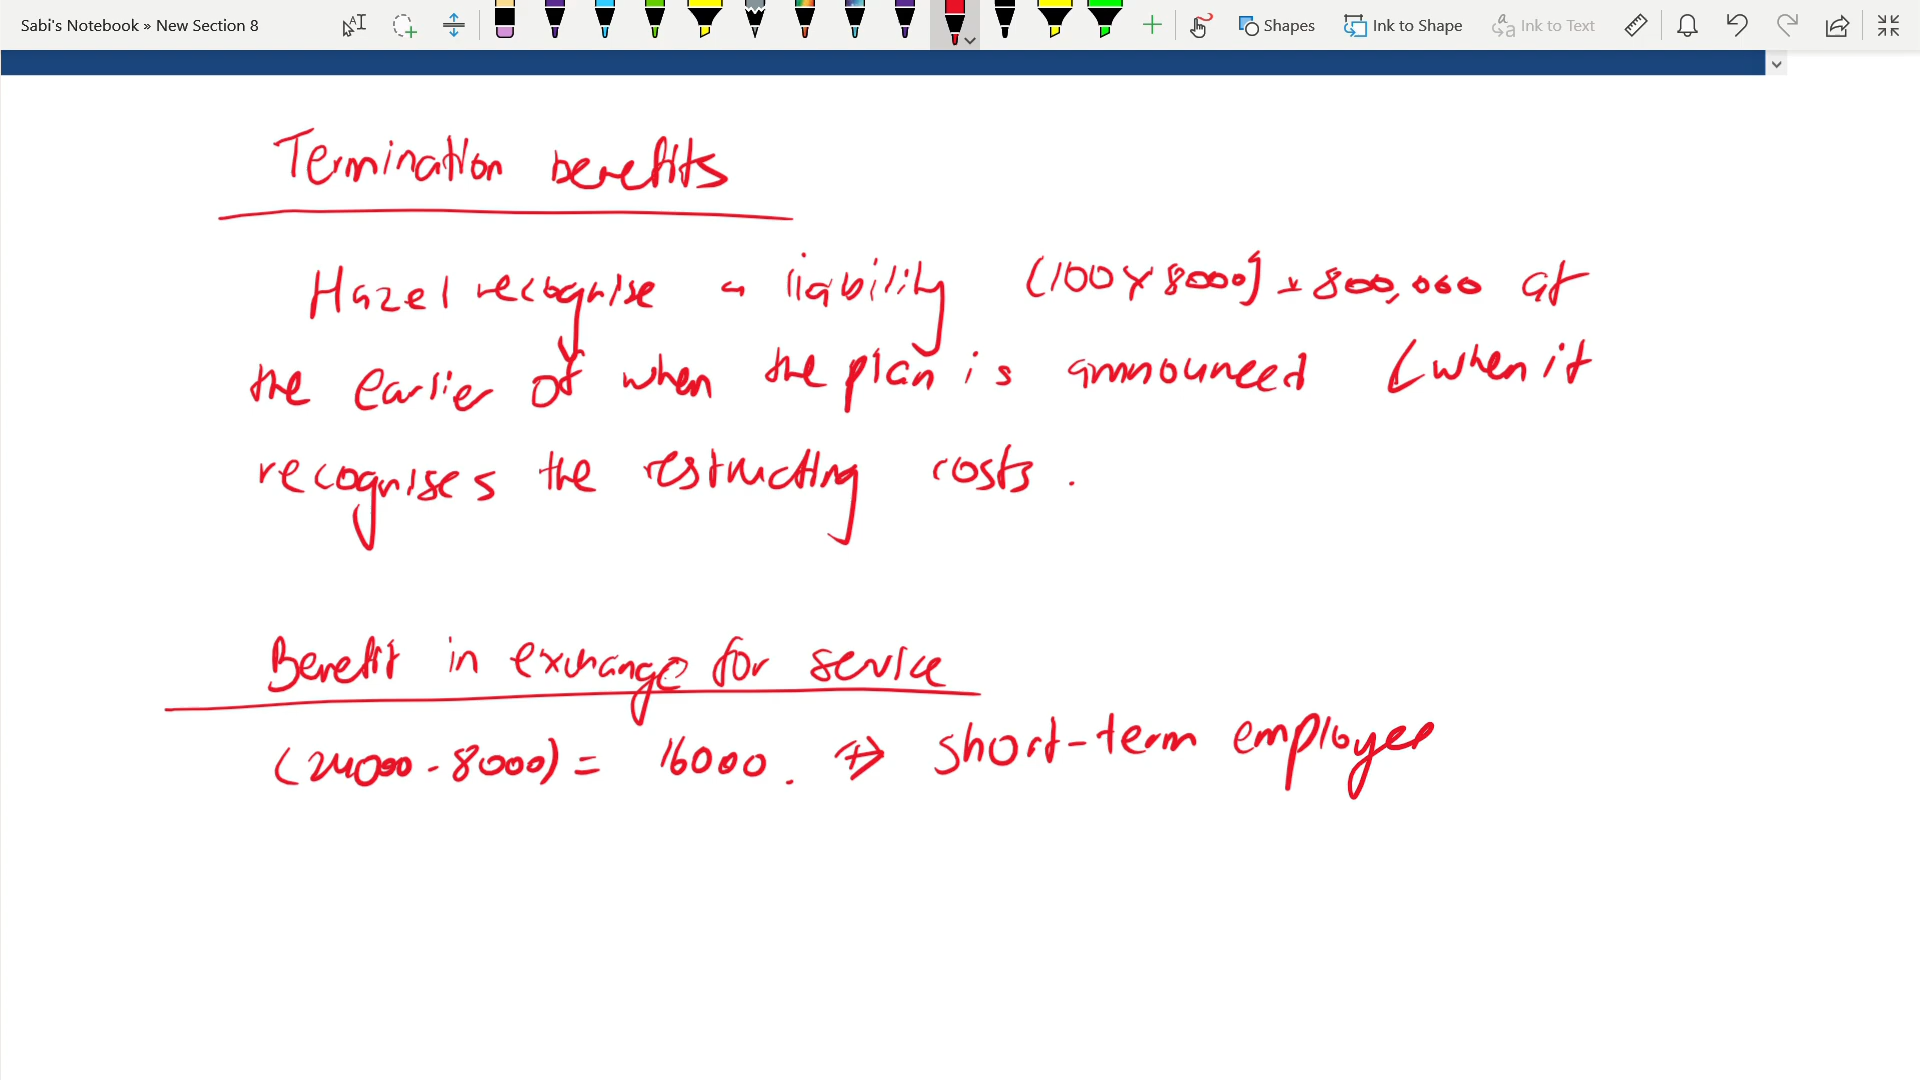 Sabi's Notebook » New Section 8
Shapes
Ink to Shape
Ink to Text
Termination benefits
Hazel recognise a liability (100 x 8000) = 800,000 at
the earlier of when the plan is announced (when it
recognises the restructing costs.
Benefit in exchange for service
(24000 - 8000) = 16000. => short-term employee